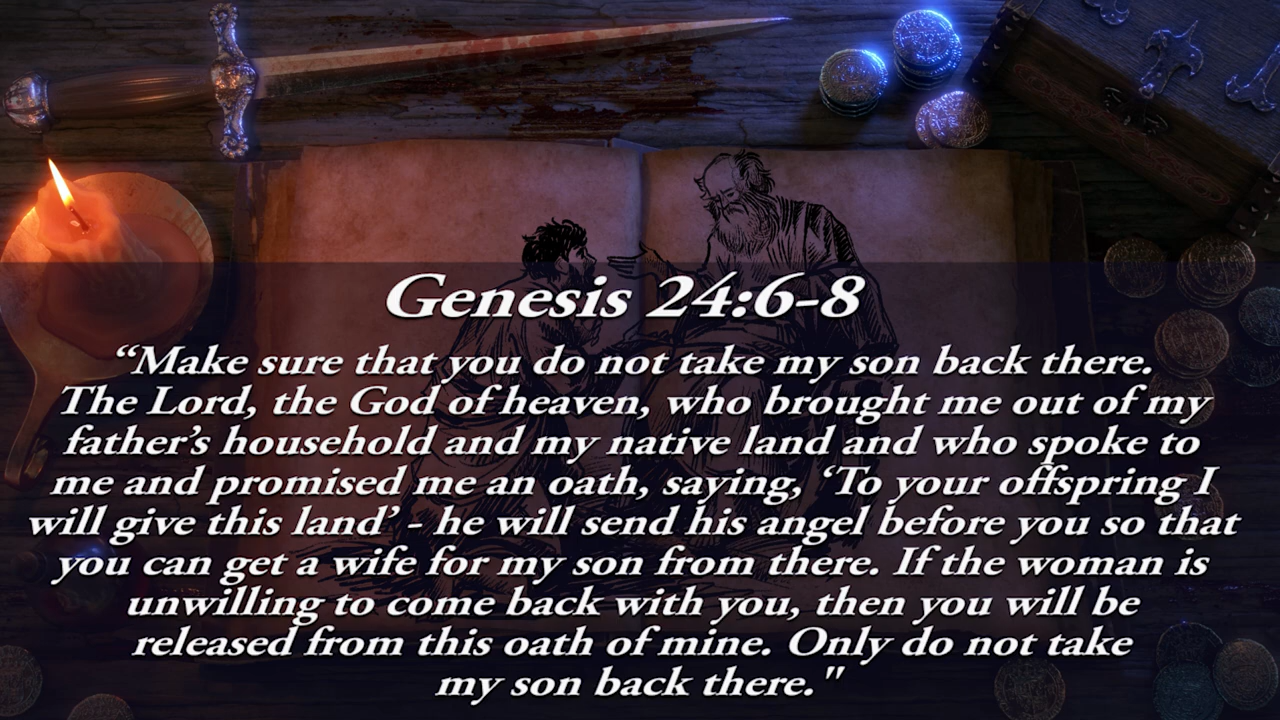 Genesis 24:6-8
“Make sure that you do not take my son back there.
The Lord, the God of heaven, who brought me out of my
father’s household and my native land and who spoke to
me and promised me an oath, saying, ‘To your offspring I
will give this land’ - he will send his angel before you so that
you can get a wife for my son from there. If the woman is
unwilling to come back with you, then you will be
released from this oath of mine. Only do not take
my son back there."